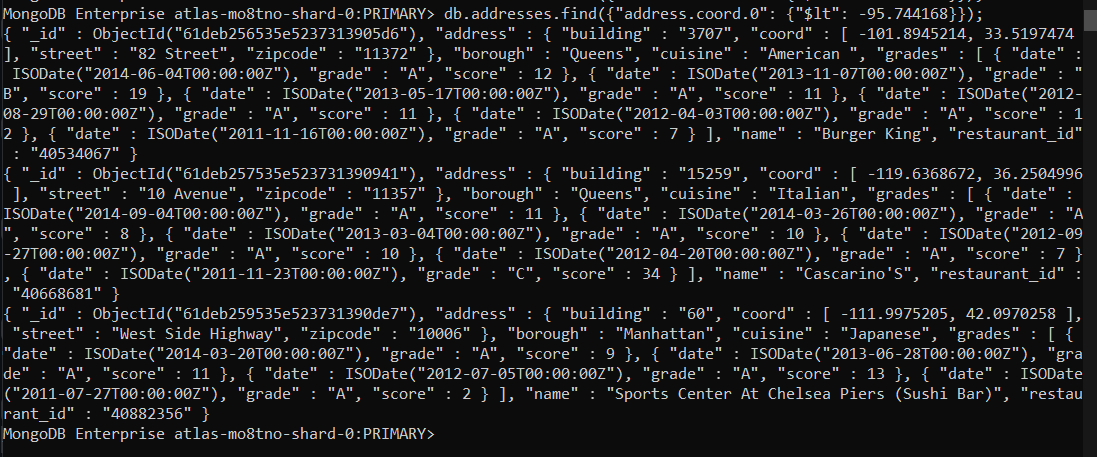 MongoDB Enterprise atlas-mo8tno-shard-0:PRIMARY> db.addresses.find({"address.coord.0": {"$lt": -95.744168}});
{ "_id" : ObjectId("61deb256535e5237313905d6"), "address" : { "building" : "3707", "coord" : [ -101.8945214, 33.5197474
], "street" : "82 Street", "zipcode" : "11372" }, "borough" : "Queens", "cuisine" : "American ", "grades" : [ { "date" :
 ISODate("2014-06-04T00:00:00Z"), "grade" : "A", "score" : 12 }, { "date" : ISODate("2013-11-07T00:00:00Z"), "grade" : "
B", "score" : 19 }, { "date" : ISODate("2013-05-17T00:00:00Z"), "grade" : "A", "score" : 11 }, { "date" : ISODate("2012-
08-29T00:00:00Z"), "grade" : "A", "score" : 11 }, { "date" : ISODate("2012-04-03T00:00:00Z"), "grade" : "A", "score" : 1
2 }, { "date" : ISODate("2011-11-16T00:00:00Z"), "grade" : "A", "score" : 7 } ], "name" : "Burger King", "restaurant_id"
 : "40534067" }
{ "_id" : ObjectId("61deb257535e523731390941"), "address" : { "building" : "15259", "coord" : [ -119.6368672, 36.2504996
 ], "street" : "10 Avenue", "zipcode" : "11357" }, "borough" : "Queens", "cuisine" : "Italian", "grades" : [ { "date" :
ISODate("2014-09-04T00:00:00Z"), "grade" : "A", "score" : 11 }, { "date" : ISODate("2014-03-26T00:00:00Z"), "grade" : "A
", "score" : 8 }, { "date" : ISODate("2013-03-04T00:00:00Z"), "grade" : "A", "score" : 10 }, { "date" : ISODate("2012-09
-27T00:00:00Z"), "grade" : "A", "score" : 10 }, { "date" : ISODate("2012-04-20T00:00:00Z"), "grade" : "A", "score" : 7 }
, { "date" : ISODate("2011-11-23T00:00:00Z"), "grade" : "C", "score" : 34 } ], "name" : "Cascarino'S", "restaurant_id" :
 "40668681" }
{ "_id" : ObjectId("61deb259535e523731390de7"), "address" : { "building" : "60", "coord" : [ -111.9975205, 42.0970258 ],
 "street" : "West Side Highway", "zipcode" : "10006" }, "borough" : "Manhattan", "cuisine" : "Japanese", "grades" : [ {
"date" : ISODate("2014-03-20T00:00:00Z"), "grade" : "A", "score" : 9 }, { "date" : ISODate("2013-06-28T00:00:00Z"), "gra
de" : "A", "score" : 11 }, { "date" : ISODate("2012-07-05T00:00:00Z"), "grade" : "A", "score" : 13 }, { "date" : ISODate
("2011-07-27T00:00:00Z"), "grade" : "A", "score" : 2 } ], "name" : "Sports Center At Chelsea Piers (Sushi Bar)", "restau
rant_id" : "40882356" }
MongoDB Enterprise atlas-mo8tno-shard-0:PRIMARY>